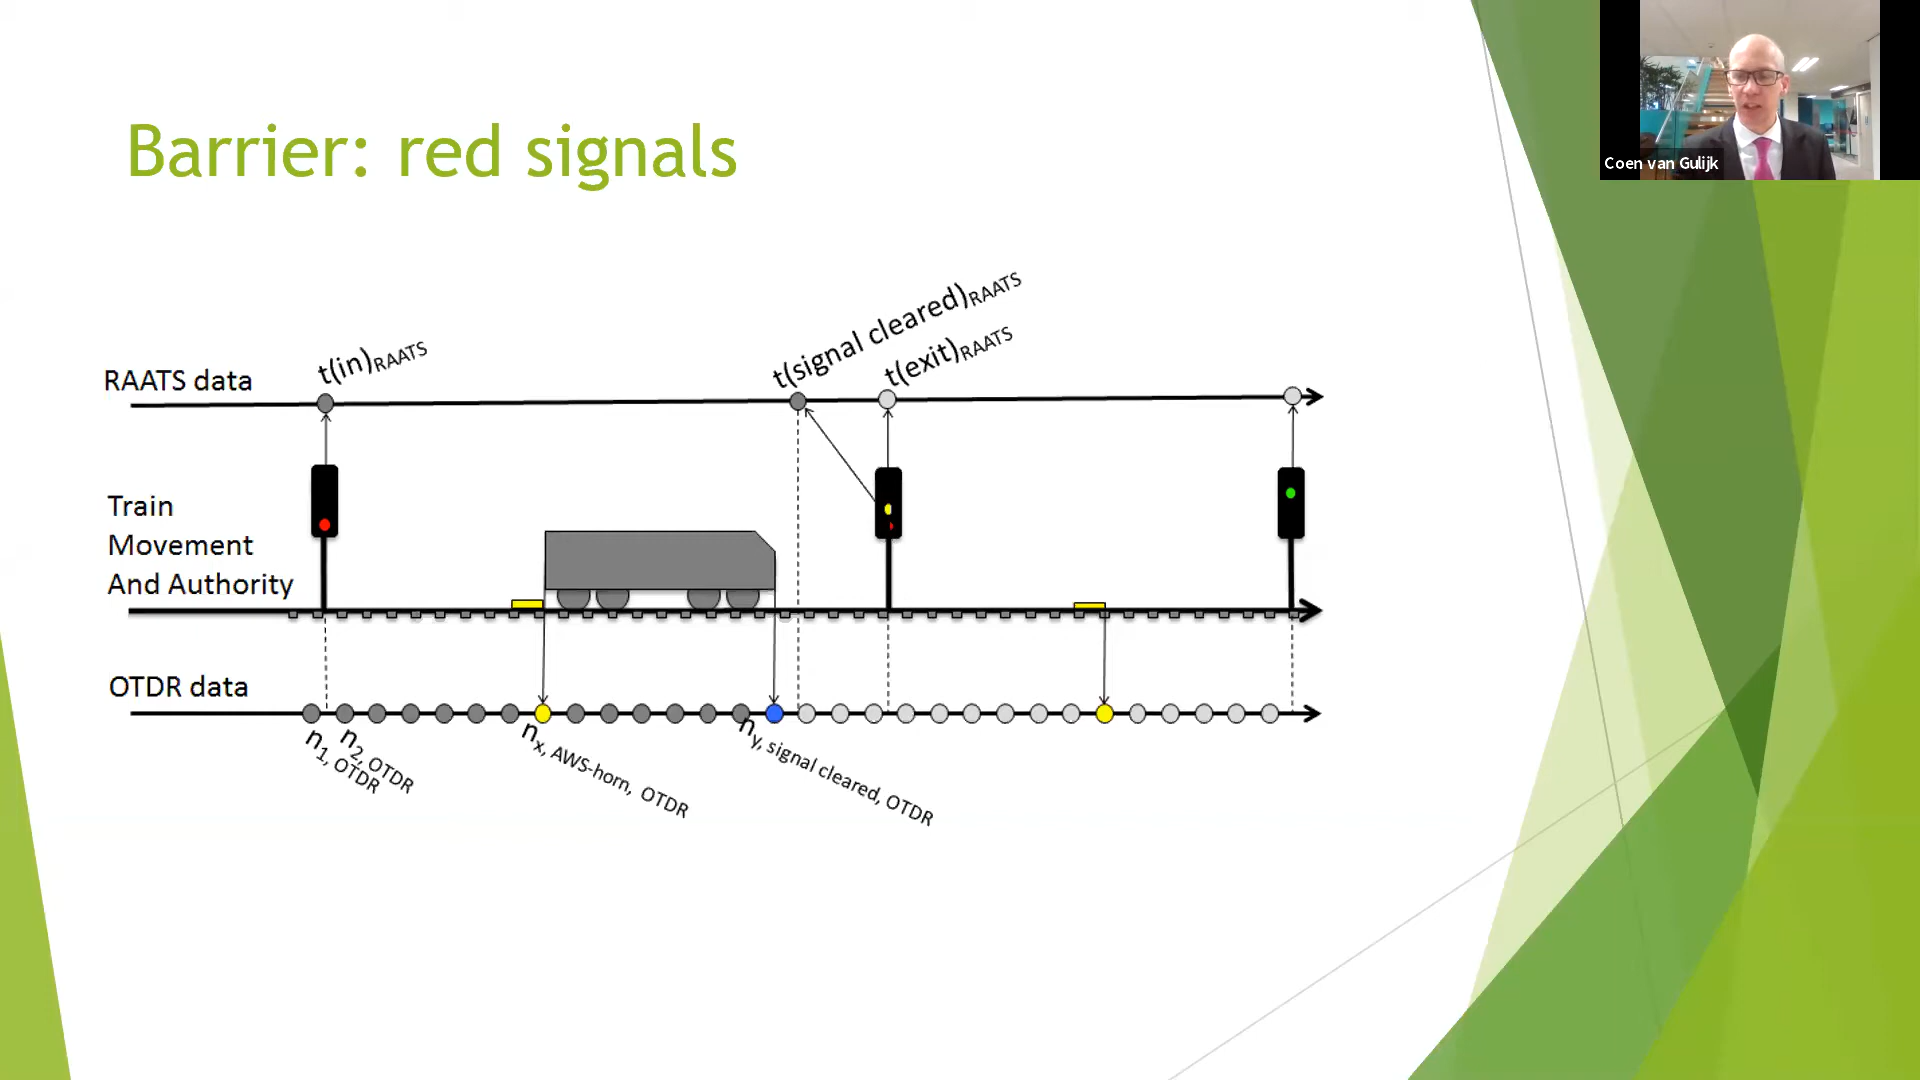 Coen van Gulijk
Barrier: red signals
t(in)RAATS
t(signal cleared)RAATS
t(exit)RAATS
RAATS data
Train
Movement
And Authority
OTDR data
n1, OTDR
n2, OTDR
nx, AWS-horn, OTDR
ny, signal cleared, OTDR